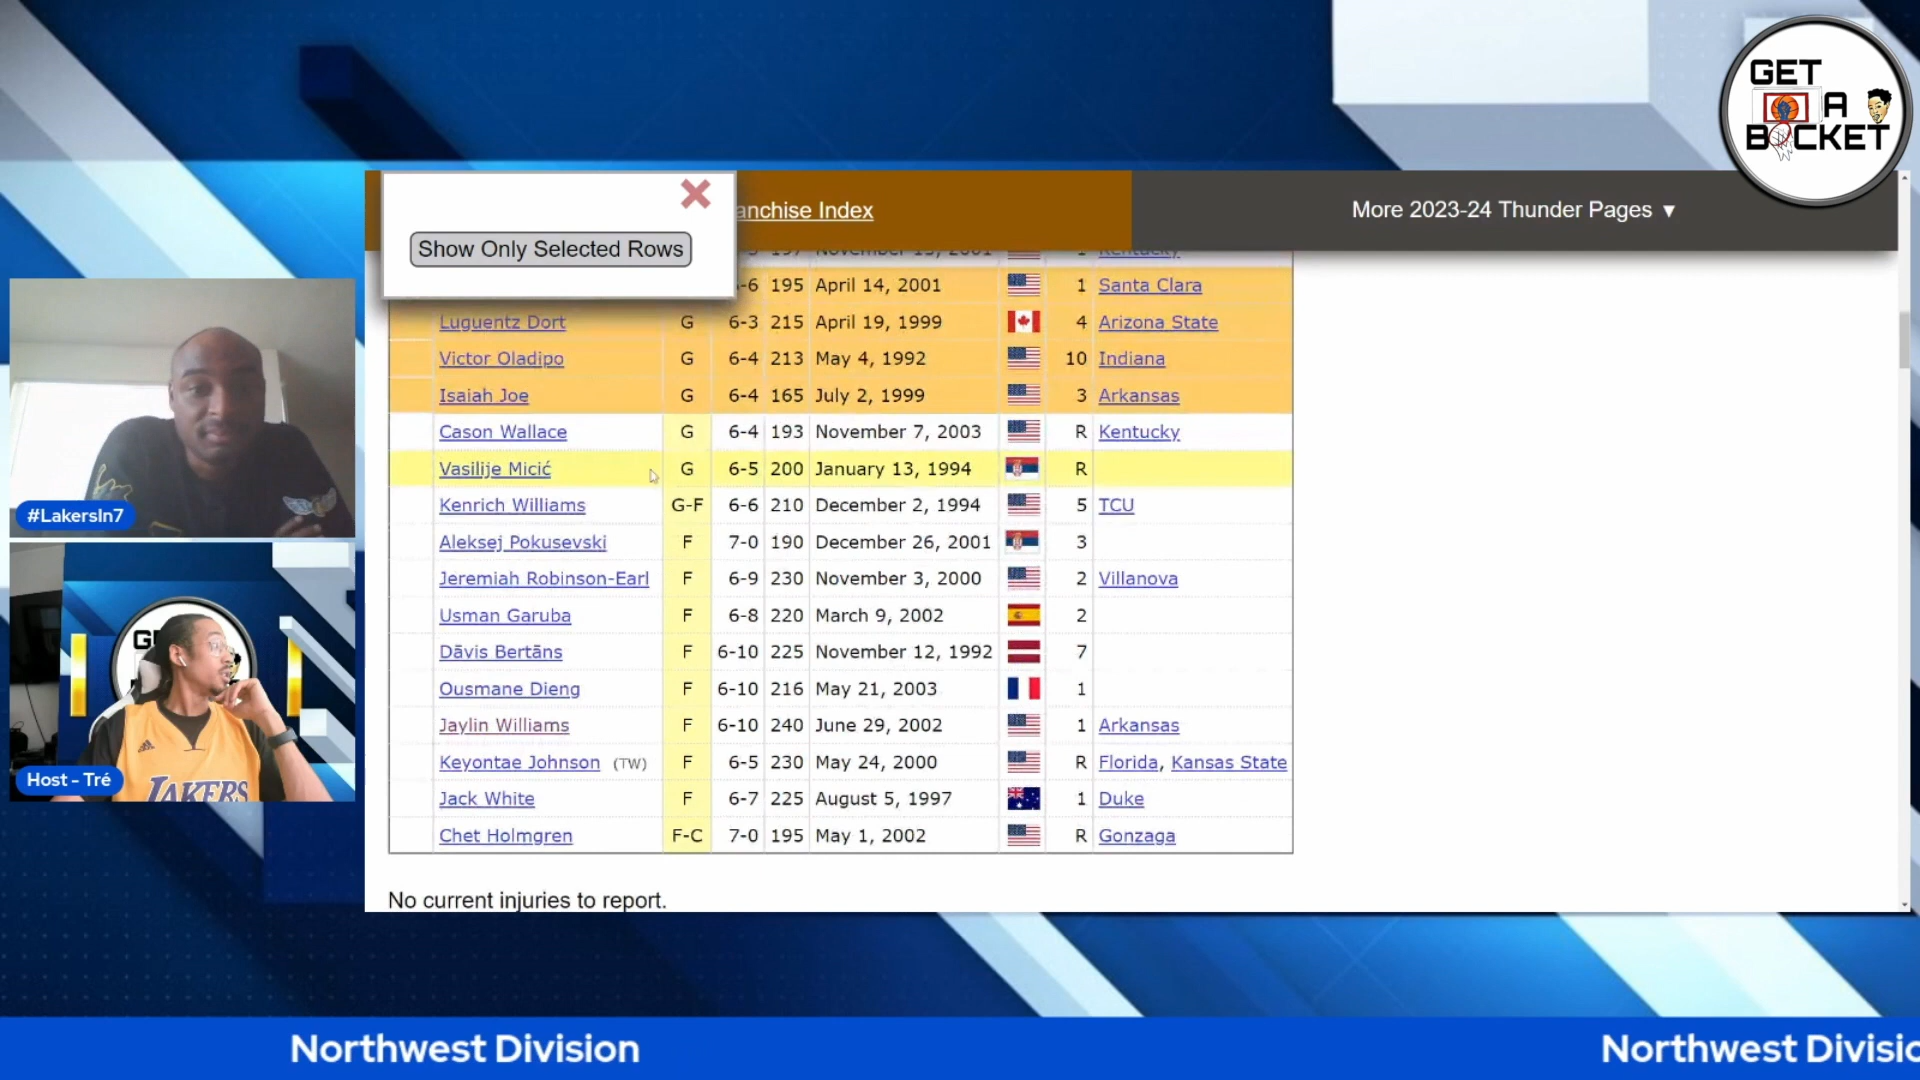 GET
A
BUCKET
anchise Index
More 2023-24 Thunder Pages ▼
Show Only Selected Rows
-6 195 April 14, 2001 1 Santa Clara
Luguentz Dort G 6-3 215 April 19, 1999 4 Arizona State
Victor Oladipo G 6-4 213 May 4, 1992 10 Indiana
Isaiah Joe G 6-4 165 July 2, 1999 3 Arkansas
Cason Wallace G 6-4 193 November 7, 2003 R Kentucky
Vasilije Micić G 6-5 200 January 13, 1994 R
Kenrich Williams G-F 6-6 210 December 2, 1994 5 TCU
Aleksej Pokusevski F 7-0 190 December 26, 2001 3
Jeremiah Robinson-Earl F 6-9 230 November 3, 2000 2 Villanova
Usman Garuba F 6-8 220 March 9, 2002 2
Dāvis Bertāns F 6-10 225 November 12, 1992 7
Ousmane Dieng F 6-10 216 May 21, 2003 1
Jaylin Williams F 6-10 240 June 29, 2002 1 Arkansas
Keyontae Johnson (TW) F 6-5 230 May 24, 2000 R Florida, Kansas State
Jack White F 6-7 225 August 5, 1997 1 Duke
Chet Holmgren F-C 7-0 195 May 1, 2002 R Gonzaga
No current injuries to report.
#LakersIn7
Host - Tré
LAKERS
Northwest Division
Northwest Divisio